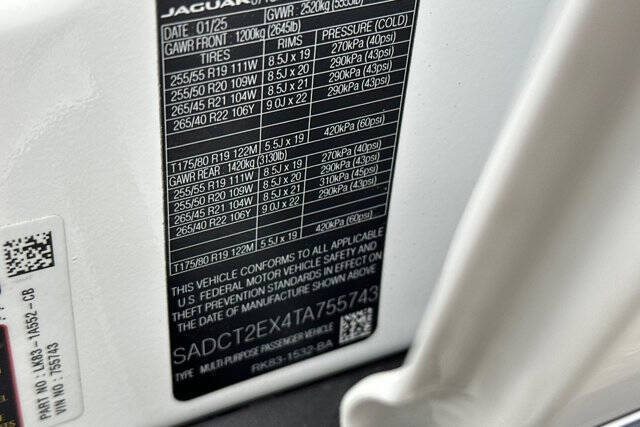 JAGUAR
GVWR : 2520kg (5555lb)
DATE 01/25
GAWR FRONT : 1200kg (2645lb)
TIRES RIMS PRESSURE (COLD)
255/55 R19 111W 8.5J x 19 270kPa (40psi)
255/50 R20 109W 8.5J x 20 290kPa (43psi)
265/45 R21 104W 8.5J x 21 290kPa (43psi)
265/40 R22 106Y 9.0J x 22 290kPa (43psi)
T175/80 R19 122M 5.5J x 19 420kPa (60psi)
GAWR REAR 1420kg (3130lb)
255/55 R19 111W 8.5J x 19 270kPa (40psi)
255/50 R20 109W 8.5J x 20 290kPa (43psi)
265/45 R21 104W 8.5J x 21 310kPa (45psi)
265/40 R22 106Y 9.0J x 22 290kPa (43psi)
T175/80 R19 122M 5.5J x 19 420kPa (60psi)
THIS VEHICLE CONFORMS TO ALL APPLICABLE
U.S. FEDERAL MOTOR VEHICLE SAFETY AND
THEFT PREVENTION STANDARDS IN EFFECT ON
THE DATE OF MANUFACTURE SHOWN ABOVE
SADCT2EX4TA755743
TYPE : MULTI-PURPOSE PASSENGER VEHICLE
RK83-1532-BA
PART NO : LK83-1A552-CB
VIN NO : 755743